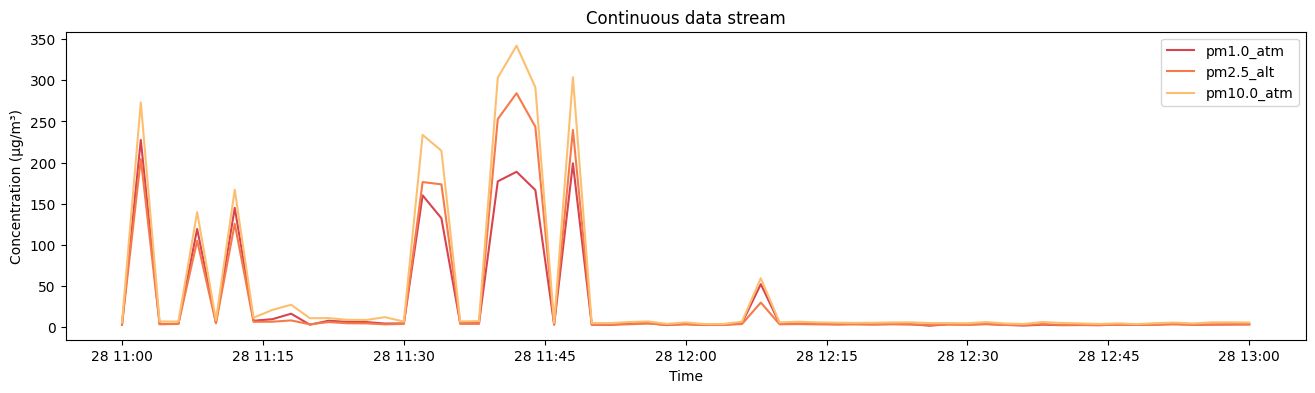 Continuous data stream
350
300
250
200
150
100
50
0
Concentration (µg/m³)
pm1.0_atm
pm2.5_alt
pm10.0_atm
28 11:00
28 11:15
28 11:30
28 11:45
28 12:00
28 12:15
28 12:30
28 12:45
28 13:00
Time